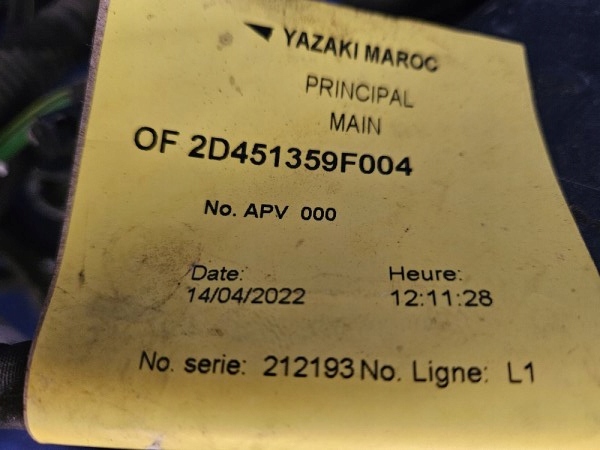 YAZAKI MAROC
PRINCIPAL
MAIN
OF 2D451359F004
No. APV 000
Date: Heure:
14/04/2022 12:11:28
No. serie: 212193 No. Ligne: L1